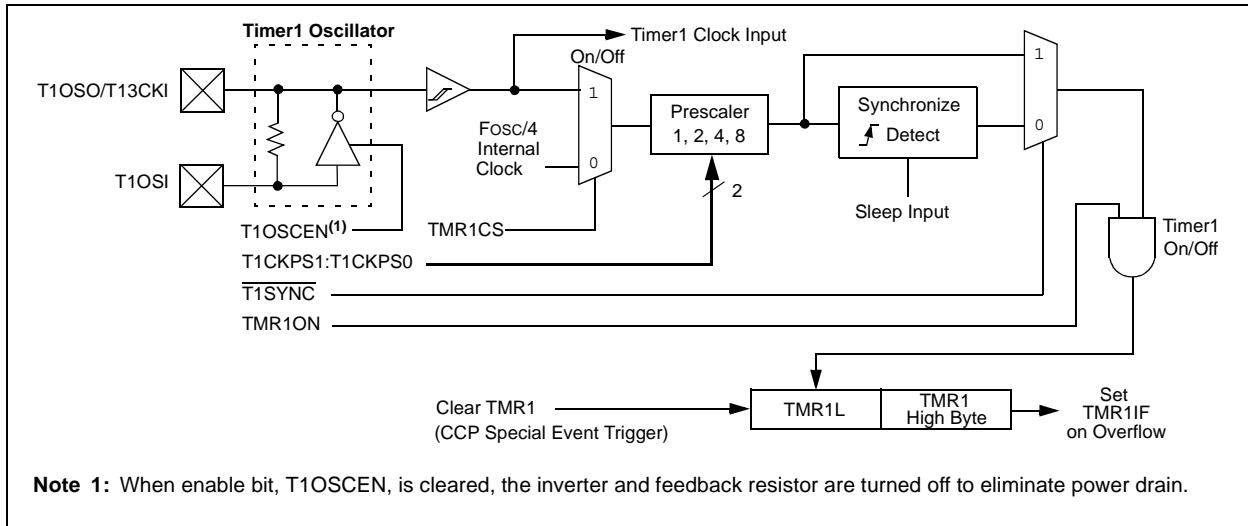 Timer1 Oscillator
Timer1 Clock Input
On/Off
T1OSO/T13CKI
1
1
Prescaler
1, 2, 4, 8
Synchronize
Detect
FOSC/4
Internal
Clock
0
0
T1OSI
2
Sleep Input
T1OSCEN(1)
TMR1CS
Timer1
On/Off
T1CKPS1:T1CKPS0
T1SYNC
TMR1ON
Clear TMR1
(CCP Special Event Trigger)
TMR1L
TMR1
High Byte
Set
TMR1IF
on Overflow
Note 1: When enable bit, T1OSCEN, is cleared, the inverter and feedback resistor are turned off to eliminate power drain.